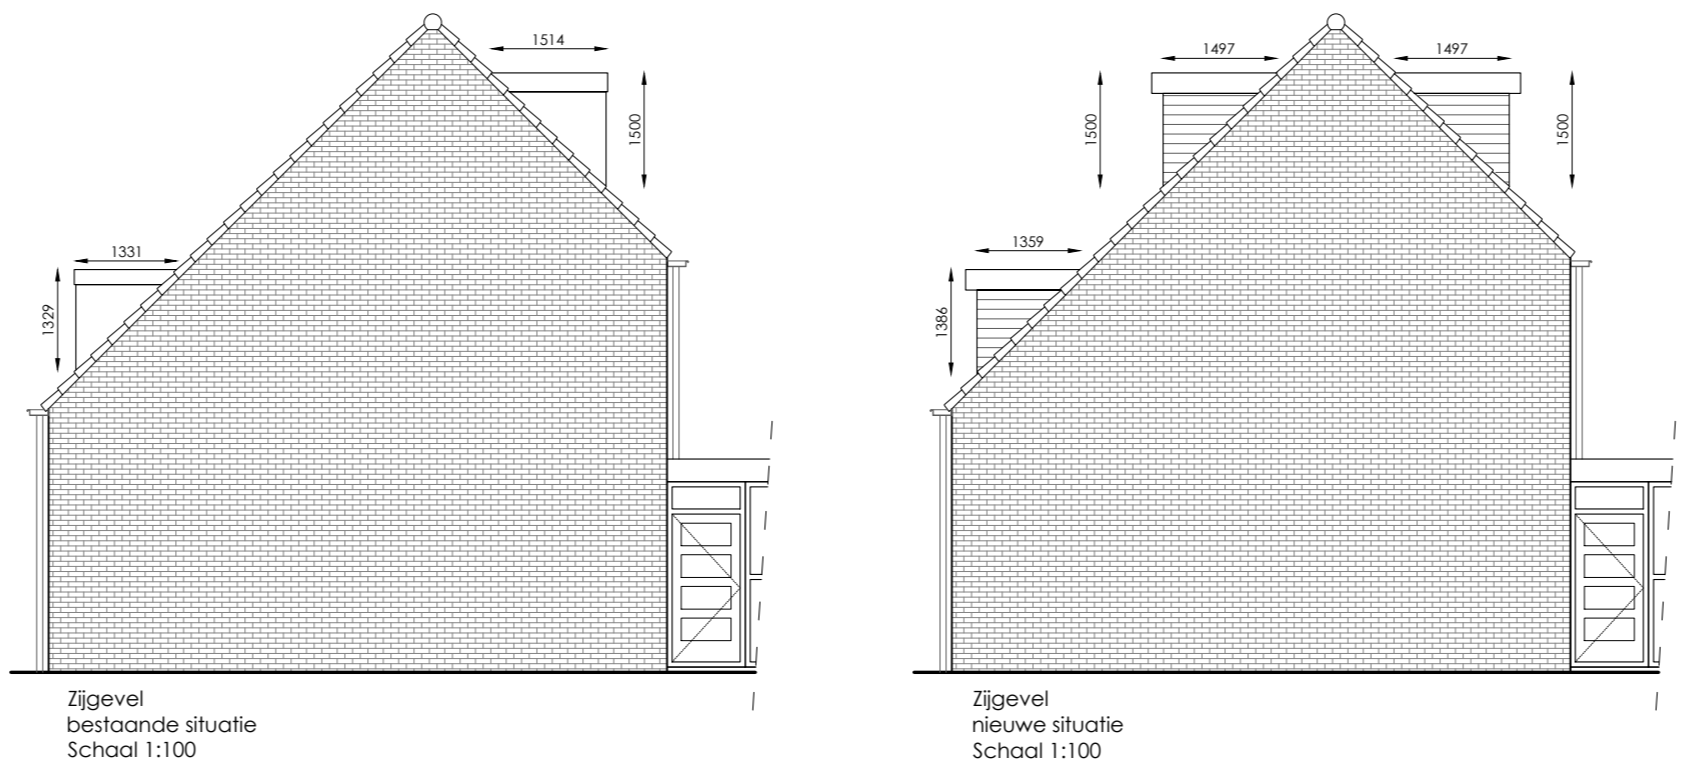 1514
1500
1331
1329
Zijgevel
bestaande situatie
Schaal 1:100
1497
1497
1500
1500
1359
1386
Zijgevel
nieuwe situatie
Schaal 1:100